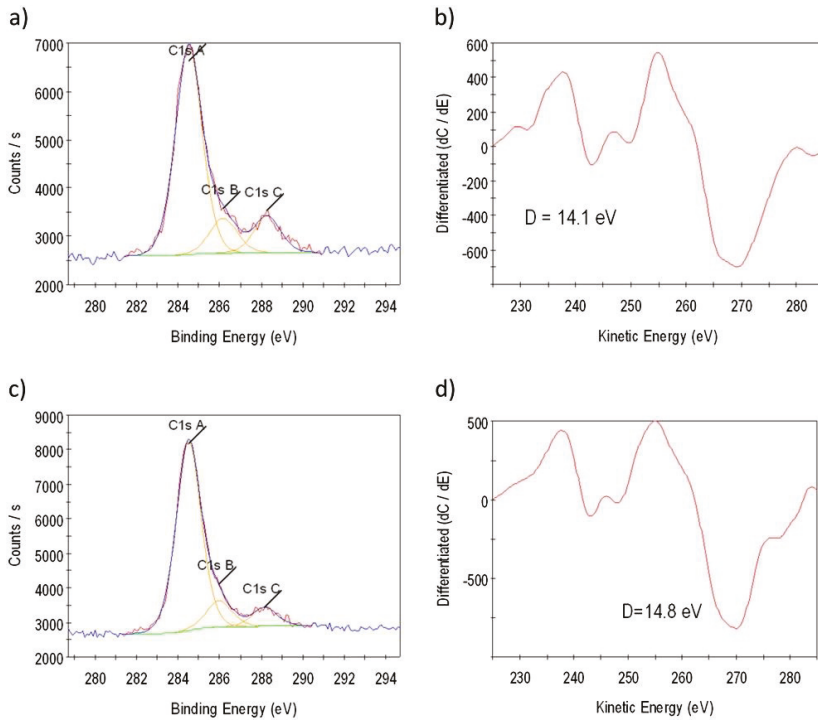 a)
7000
6000
5000
4000
3000
2000
Counts / s
C1s A
C1s B
C1s C
280 282 284 286 288 290 292 294
Binding Energy (eV)
b)
600
400
200
0
-200
-400
-600
Differentiated (dC / dE)
D = 14.1 eV
230 240 250 260 270 280
Kinetic Energy (eV)
c)
9000
8000
7000
6000
5000
4000
3000
2000
Counts / s
C1s A
C1s B
C1s C
280 282 284 286 288 290 292 294
Binding Energy (eV)
d)
500
0
-500
Differentiated (dC / dE)
D=14.8 eV
230 240 250 260 270 280
Kinetic Energy (eV)